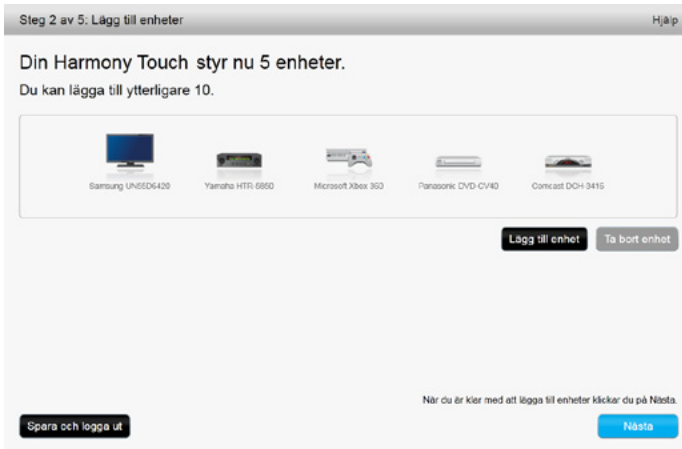 Steg 2 av 5: Lägg till enheter
Hjälp
Din Harmony Touch styr nu 5 enheter.
Du kan lägga till ytterligare 10.
Samsung UN55D6420
Yamaha HTR-6850
Microsoft Xbox 360
Panasonic DVD-CV40
Comcast DCH-3416
Lägg till enhet
Ta bort enhet
När du är klar med att lägga till enheter klickar du på Nästa.
Spara och logga ut
Nästa